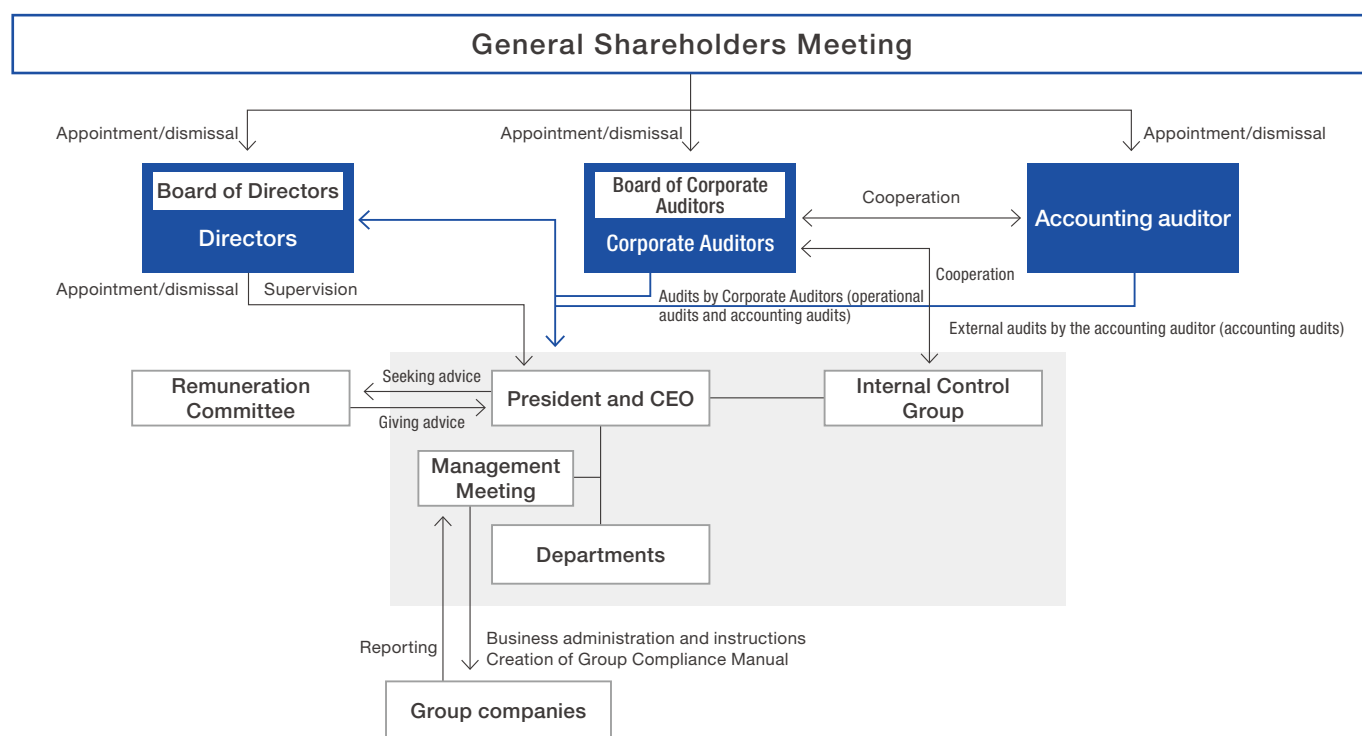 General Shareholders Meeting
Appointment/dismissal
Appointment/dismissal
Appointment/dismissal
Board of Directors
Directors
Board of Corporate
Auditors
Corporate Auditors
Cooperation
Accounting auditor
Appointment/dismissal
Supervision
Cooperation
Audits by Corporate Auditors (operational
audits and accounting audits)
External audits by the accounting auditor (accounting audits)
Remuneration
Committee
Seeking advice
Giving advice
President and CEO
Internal Control
Group
Management
Meeting
Departments
Reporting
Business administration and instructions
Creation of Group Compliance Manual
Group companies